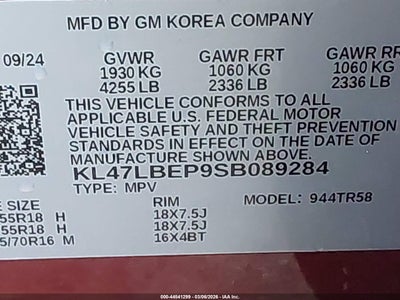 MFD BY GM KOREA COMPANY
09/24 GVWR GAWR FRT GAWR RR
1930 KG 1060 KG 1060 KG
4255 LB 2336 LB 2336 LB
THIS VEHICLE CONFORMS TO ALL
APPLICABLE U.S. FEDERAL MOTOR
VEHICLE SAFETY AND THEFT PREVENTION
STANDARDS IN EFFECT ON THE DATE OF
MANUFACTURE SHOWN ABOVE.
KL47LBEP9SB089284
TYPE: MPV MODEL: 944TR58
RIM
55R18 H 18X7.5J
55R18 H 18X7.5J
5/70R16 M 16X4BT
000-44541299 - 03/06/2026 - IAA Inc.